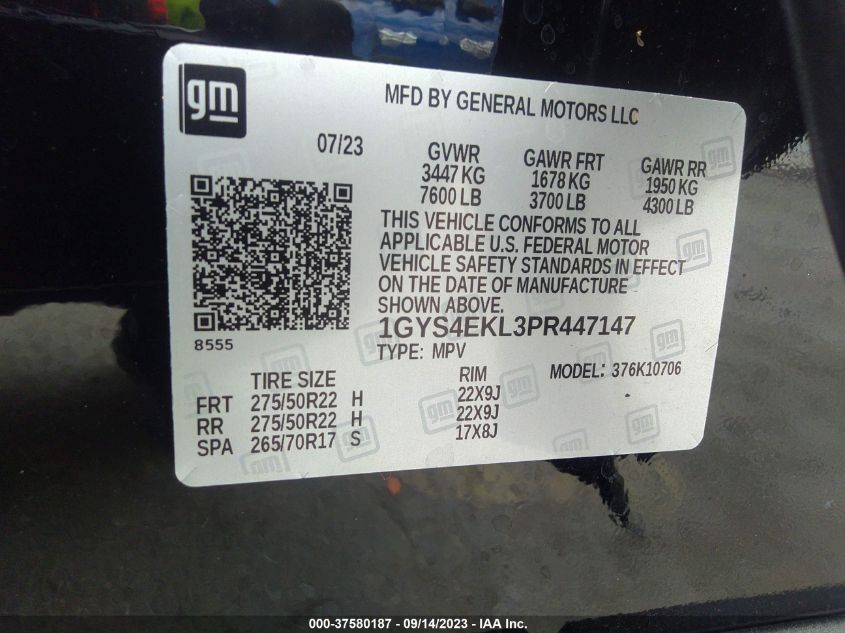 gm
MFD BY GENERAL MOTORS LLC
07/23
GVWR GAWR FRT GAWR RR
3447 KG 1678 KG 1950 KG
7600 LB 3700 LB 4300 LB
THIS VEHICLE CONFORMS TO ALL
APPLICABLE U.S. FEDERAL MOTOR
VEHICLE SAFETY STANDARDS IN EFFECT
ON THE DATE OF MANUFACTURE
SHOWN ABOVE.
8555
1GYS4EKL3PR447147
TYPE: MPV
MODEL: 376K10706
TIRE SIZE RIM
FRT 275/50R22 H 22X9J
RR 275/50R22 H 22X9J
SPA 265/70R17 S 17X8J
000-37580187 - 09/14/2023 - IAAI.com